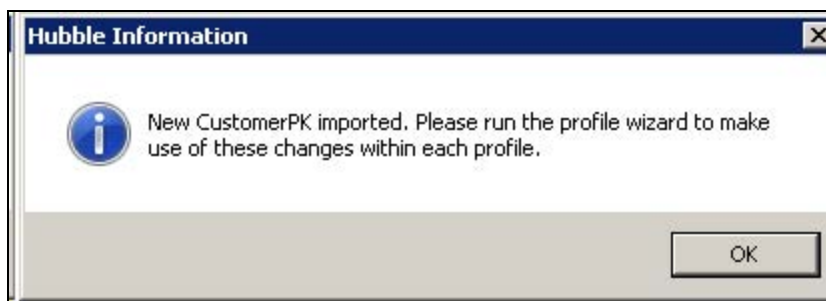 Hubble Information
New CustomerPK imported. Please run the profile wizard to make
use of these changes within each profile.
OK